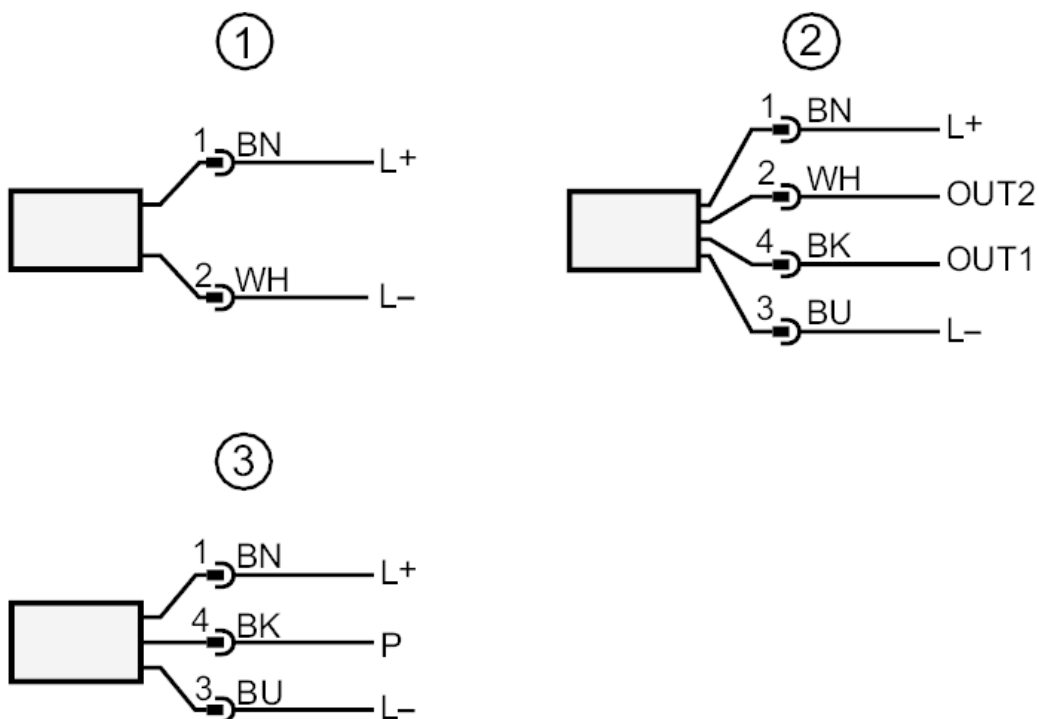 1
1 BN L+
2 WH L–
2
1 BN L+
2 WH OUT2
4 BK OUT1
3 BU L–
3
1 BN L+
4 BK P
3 BU L–